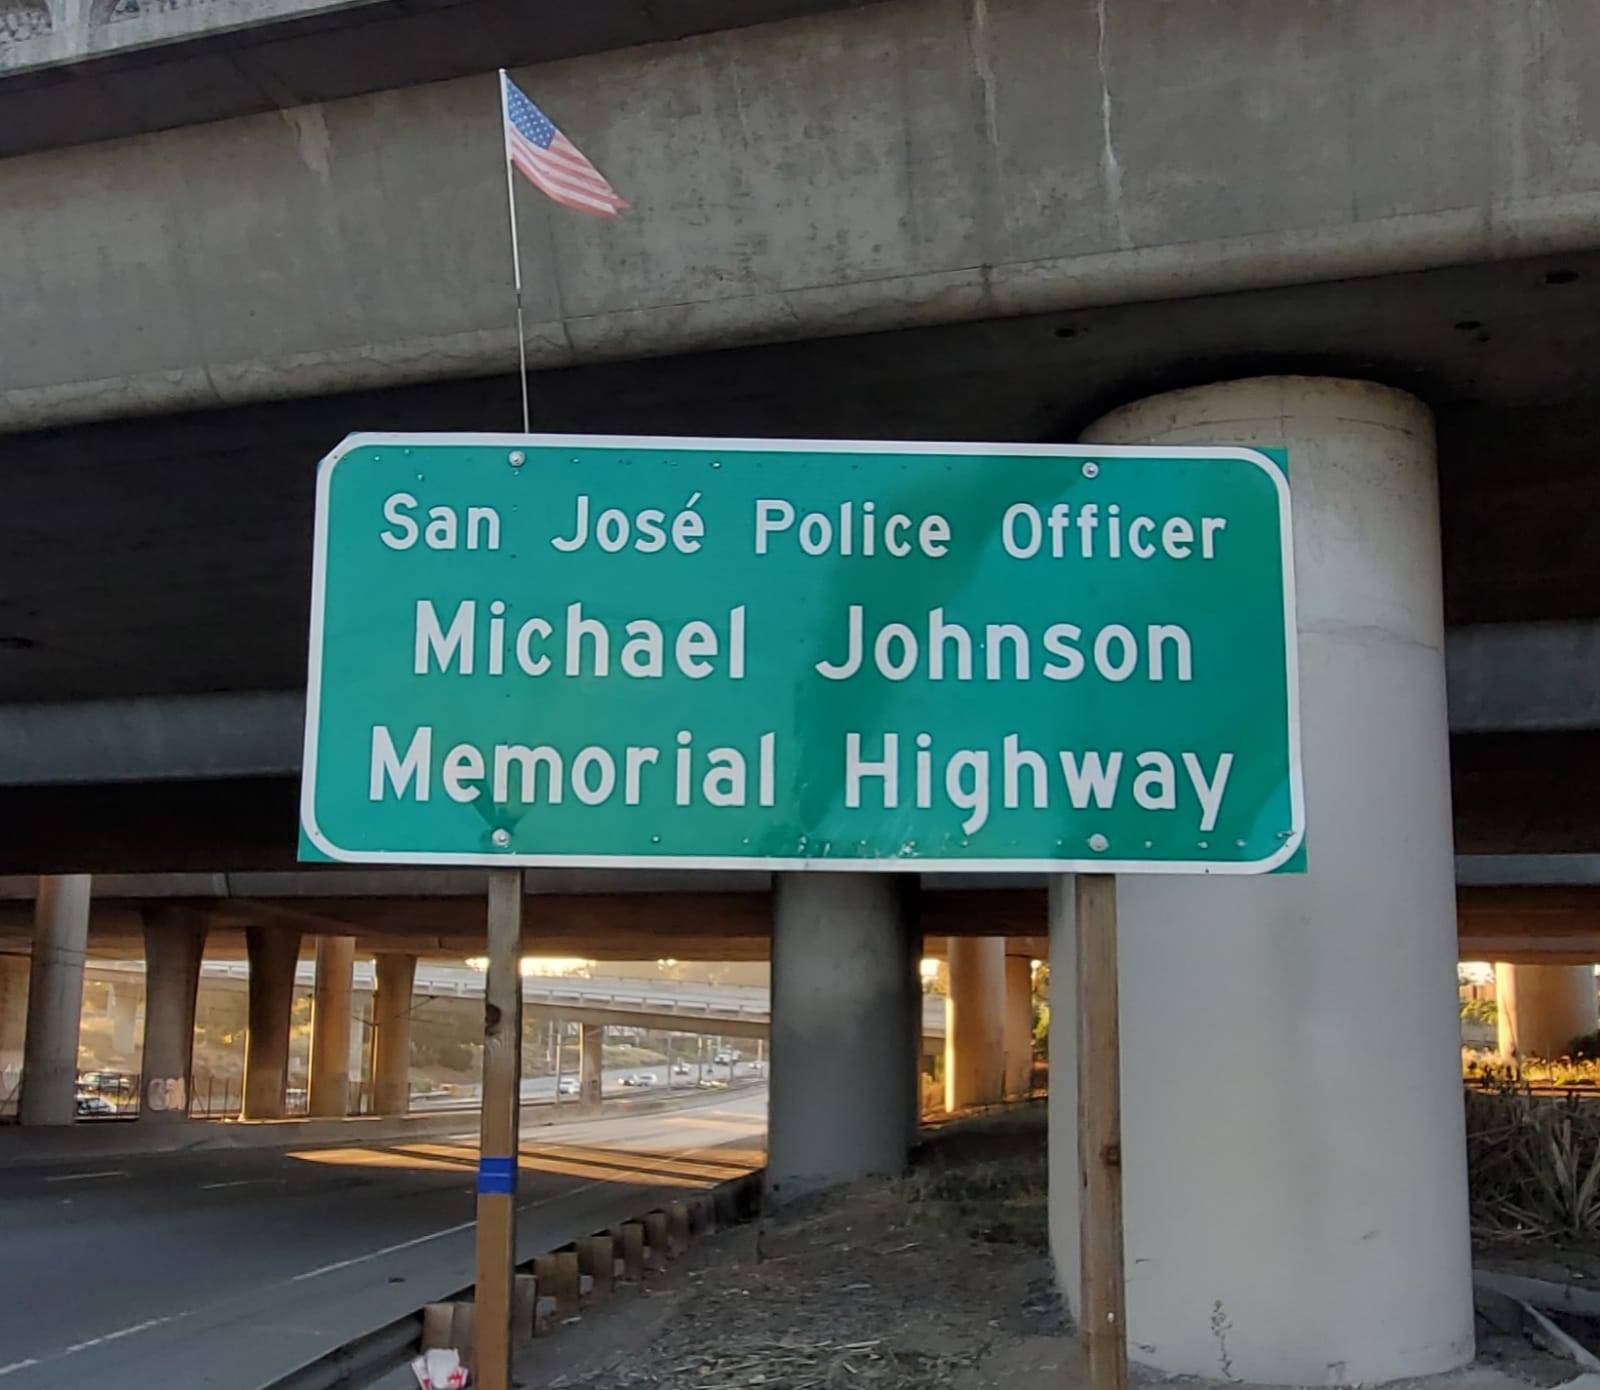 San José Police Officer
Michael Johnson
Memorial Highway